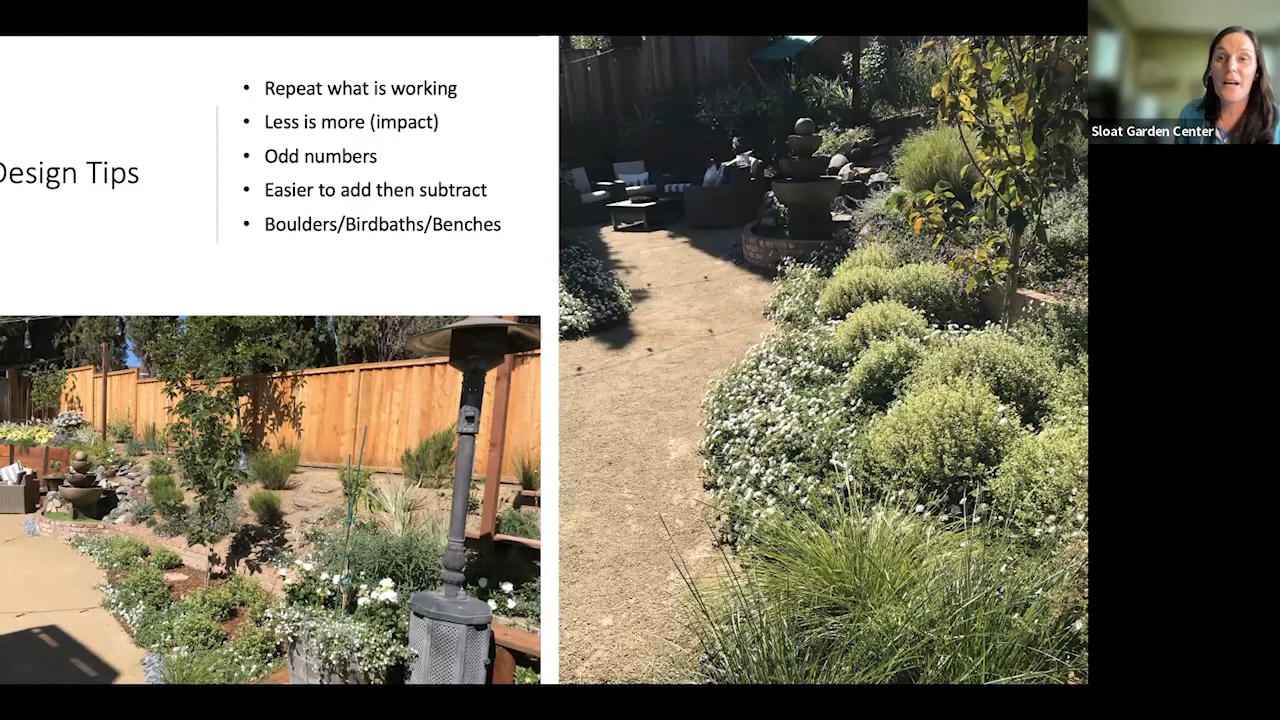 Design Tips
• Repeat what is working
• Less is more (impact)
• Odd numbers
• Easier to add then subtract
• Boulders/Birdbaths/Benches
Sloat Garden Center